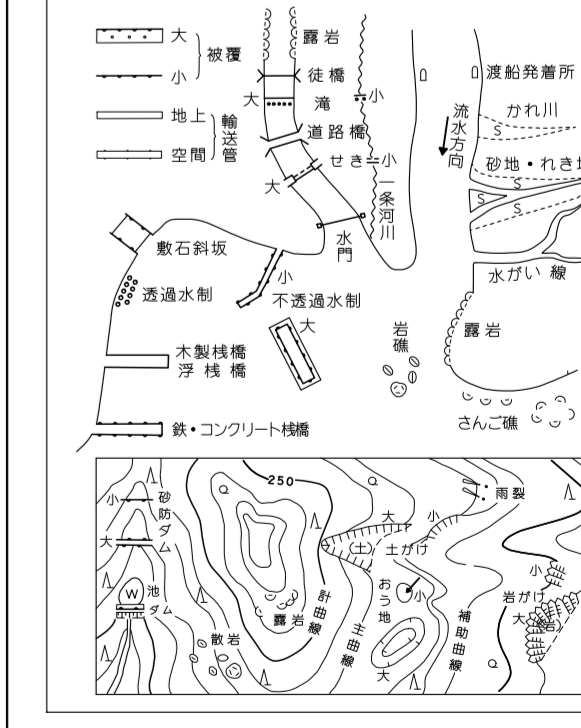 大
小
被覆
地上
空間
輸送管
露岩
徒橋
大
滝
小
道路橋
せき
小
大
一条河川
水門
渡船発着所
流水方向
かれ川
S
砂地・れき
S
S
S
水がい線
露岩
さんご礁
岩礁
敷石斜坂
透過水制
小
不透過水制
大
木製桟橋
浮桟橋
鉄・コンクリート桟橋
250
小
砂防ダム
大
W
池
ダム
散岩
露岩
計曲線
主曲線
大
小
(土)
土がけ
おう地
小
大
補助曲線
雨裂
小
岩がけ
大
(岩)